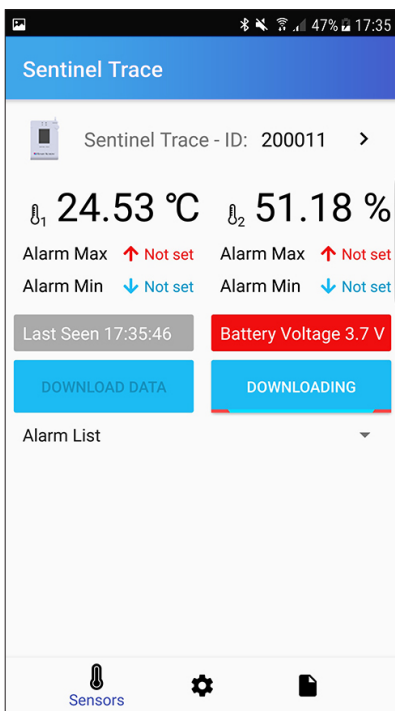 47% 17:35
Sentinel Trace
Sentinel Trace - ID: 200011
1 24.53 °C 2 51.18 %
Alarm Max Not set Alarm Max Not set
Alarm Min Not set Alarm Min Not set
Last Seen 17:35:46 Battery Voltage 3.7 V
DOWNLOAD DATA DOWNLOADING
Alarm List
Sensors